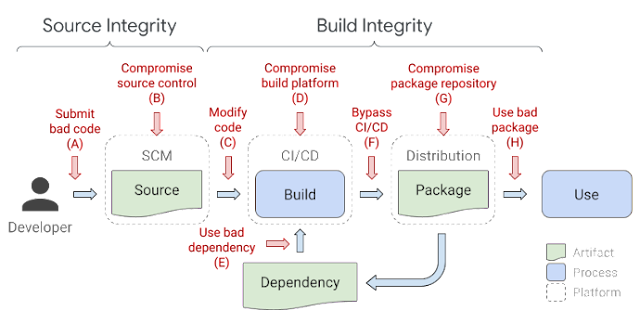 Source Integrity
Build Integrity
Compromise
source control
(B)
Compromise
build platform
(D)
Compromise
package repository
(G)
Submit
bad code
(A)
Modify
code
(C)
Bypass
CI/CD
(F)
Use bad
package
(H)
SCM
CI/CD
Distribution
Source
Build
Package
Use
Developer
Use bad
dependency
(E)
Dependency
Artifact
Process
Platform